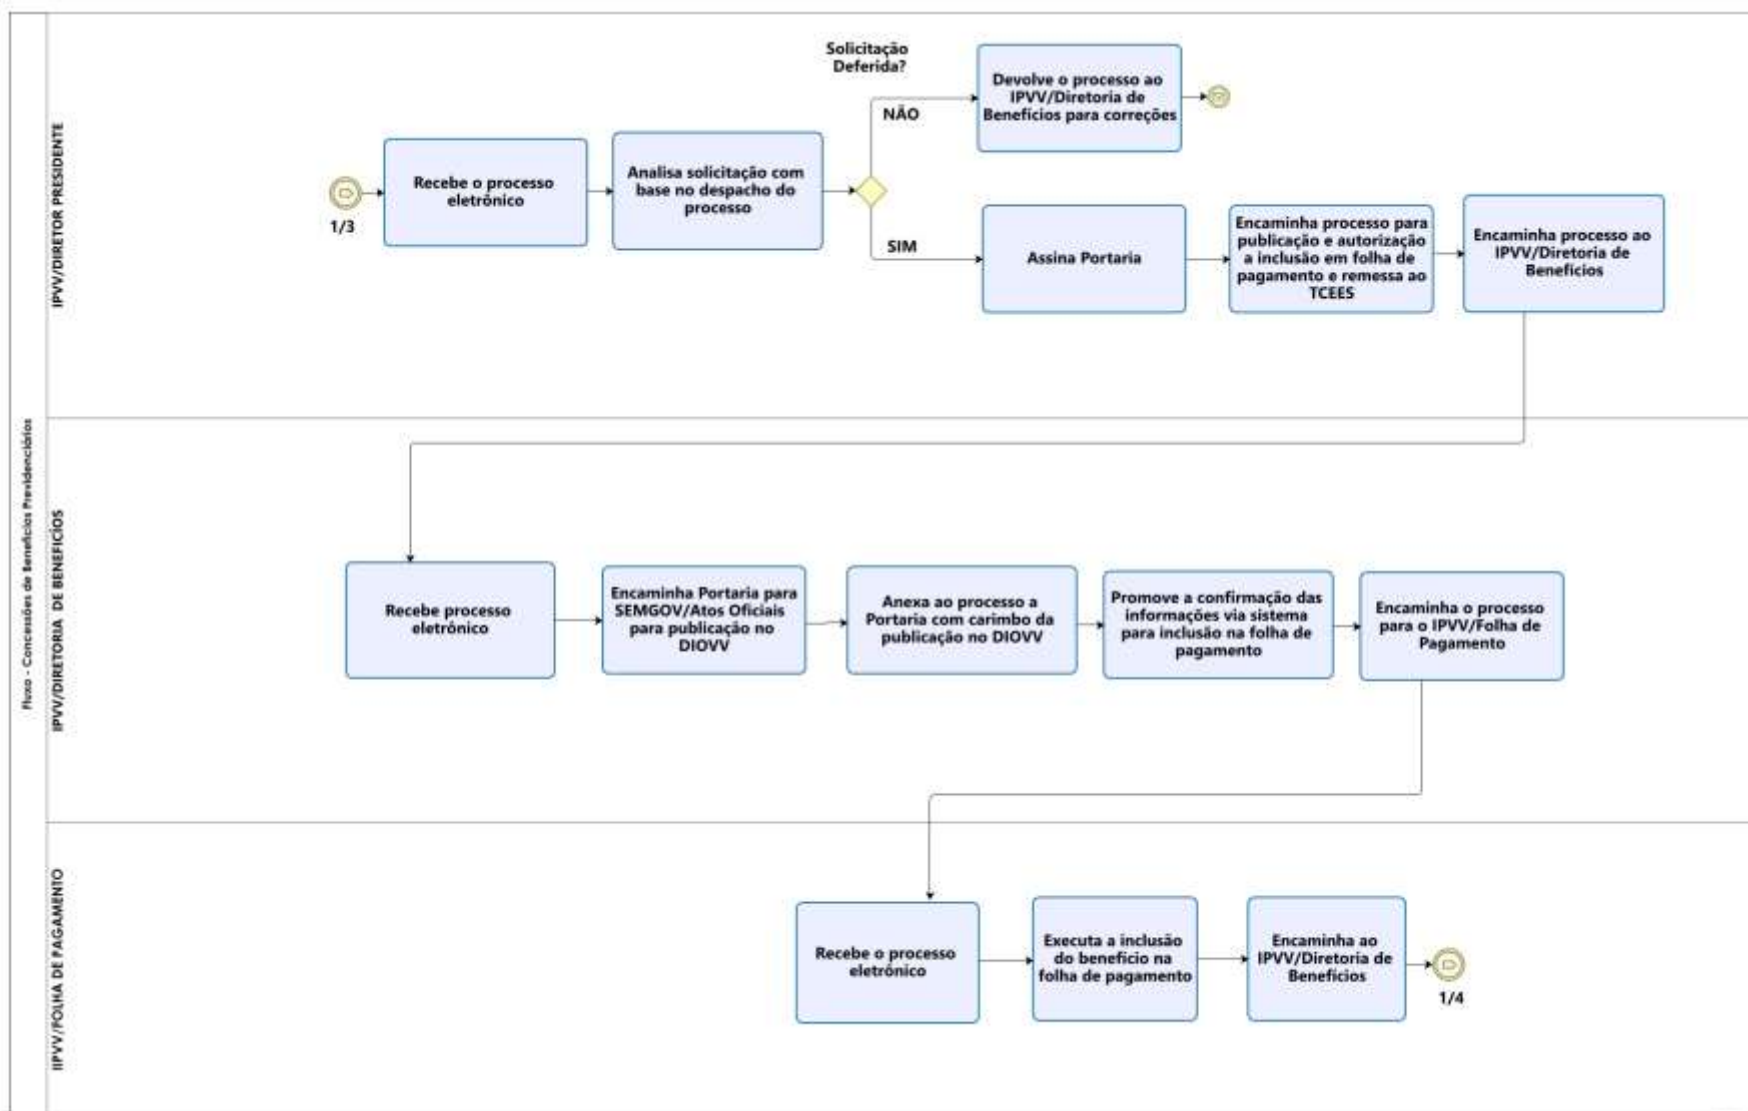 Fluxo - Concessões de Benefícios Previdenciários
IPVV/DIRETOR PRESIDENTE
1/3
Recebe o processo
eletrônico
Analisa solicitação com
base no despacho do
processo
Solicitação
Deferida?
NÃO
Devolve o processo ao
IPVV/Diretoria de
Benefícios para correções
SIM
Assina Portaria
Encaminha processo para
publicação e autorização
a inclusão em folha de
pagamento e remessa ao
TCEES
Encaminha processo ao
IPVV/Diretoria de
Benefícios
IPVV/DIRETORIA DE BENEFICIOS
Recebe processo
eletrônico
Encaminha Portaria para
SEMGOV/Atos Oficiais
para publicação no
DIOVV
Anexa ao processo a
Portaria com carimbo da
publicação no DIOVV
Promove a confirmação das
informações via sistema
para inclusão na folha de
pagamento
Encaminha o processo
para o IPVV/Folha de
Pagamento
IIPVV/FOLHA DE PAGAMENTO
Recebe o processo
eletrônico
Executa a inclusão
do beneficio na
folha de pagamento
Encaminha ao
IPVV/Diretoria de
Benefícios
1/4